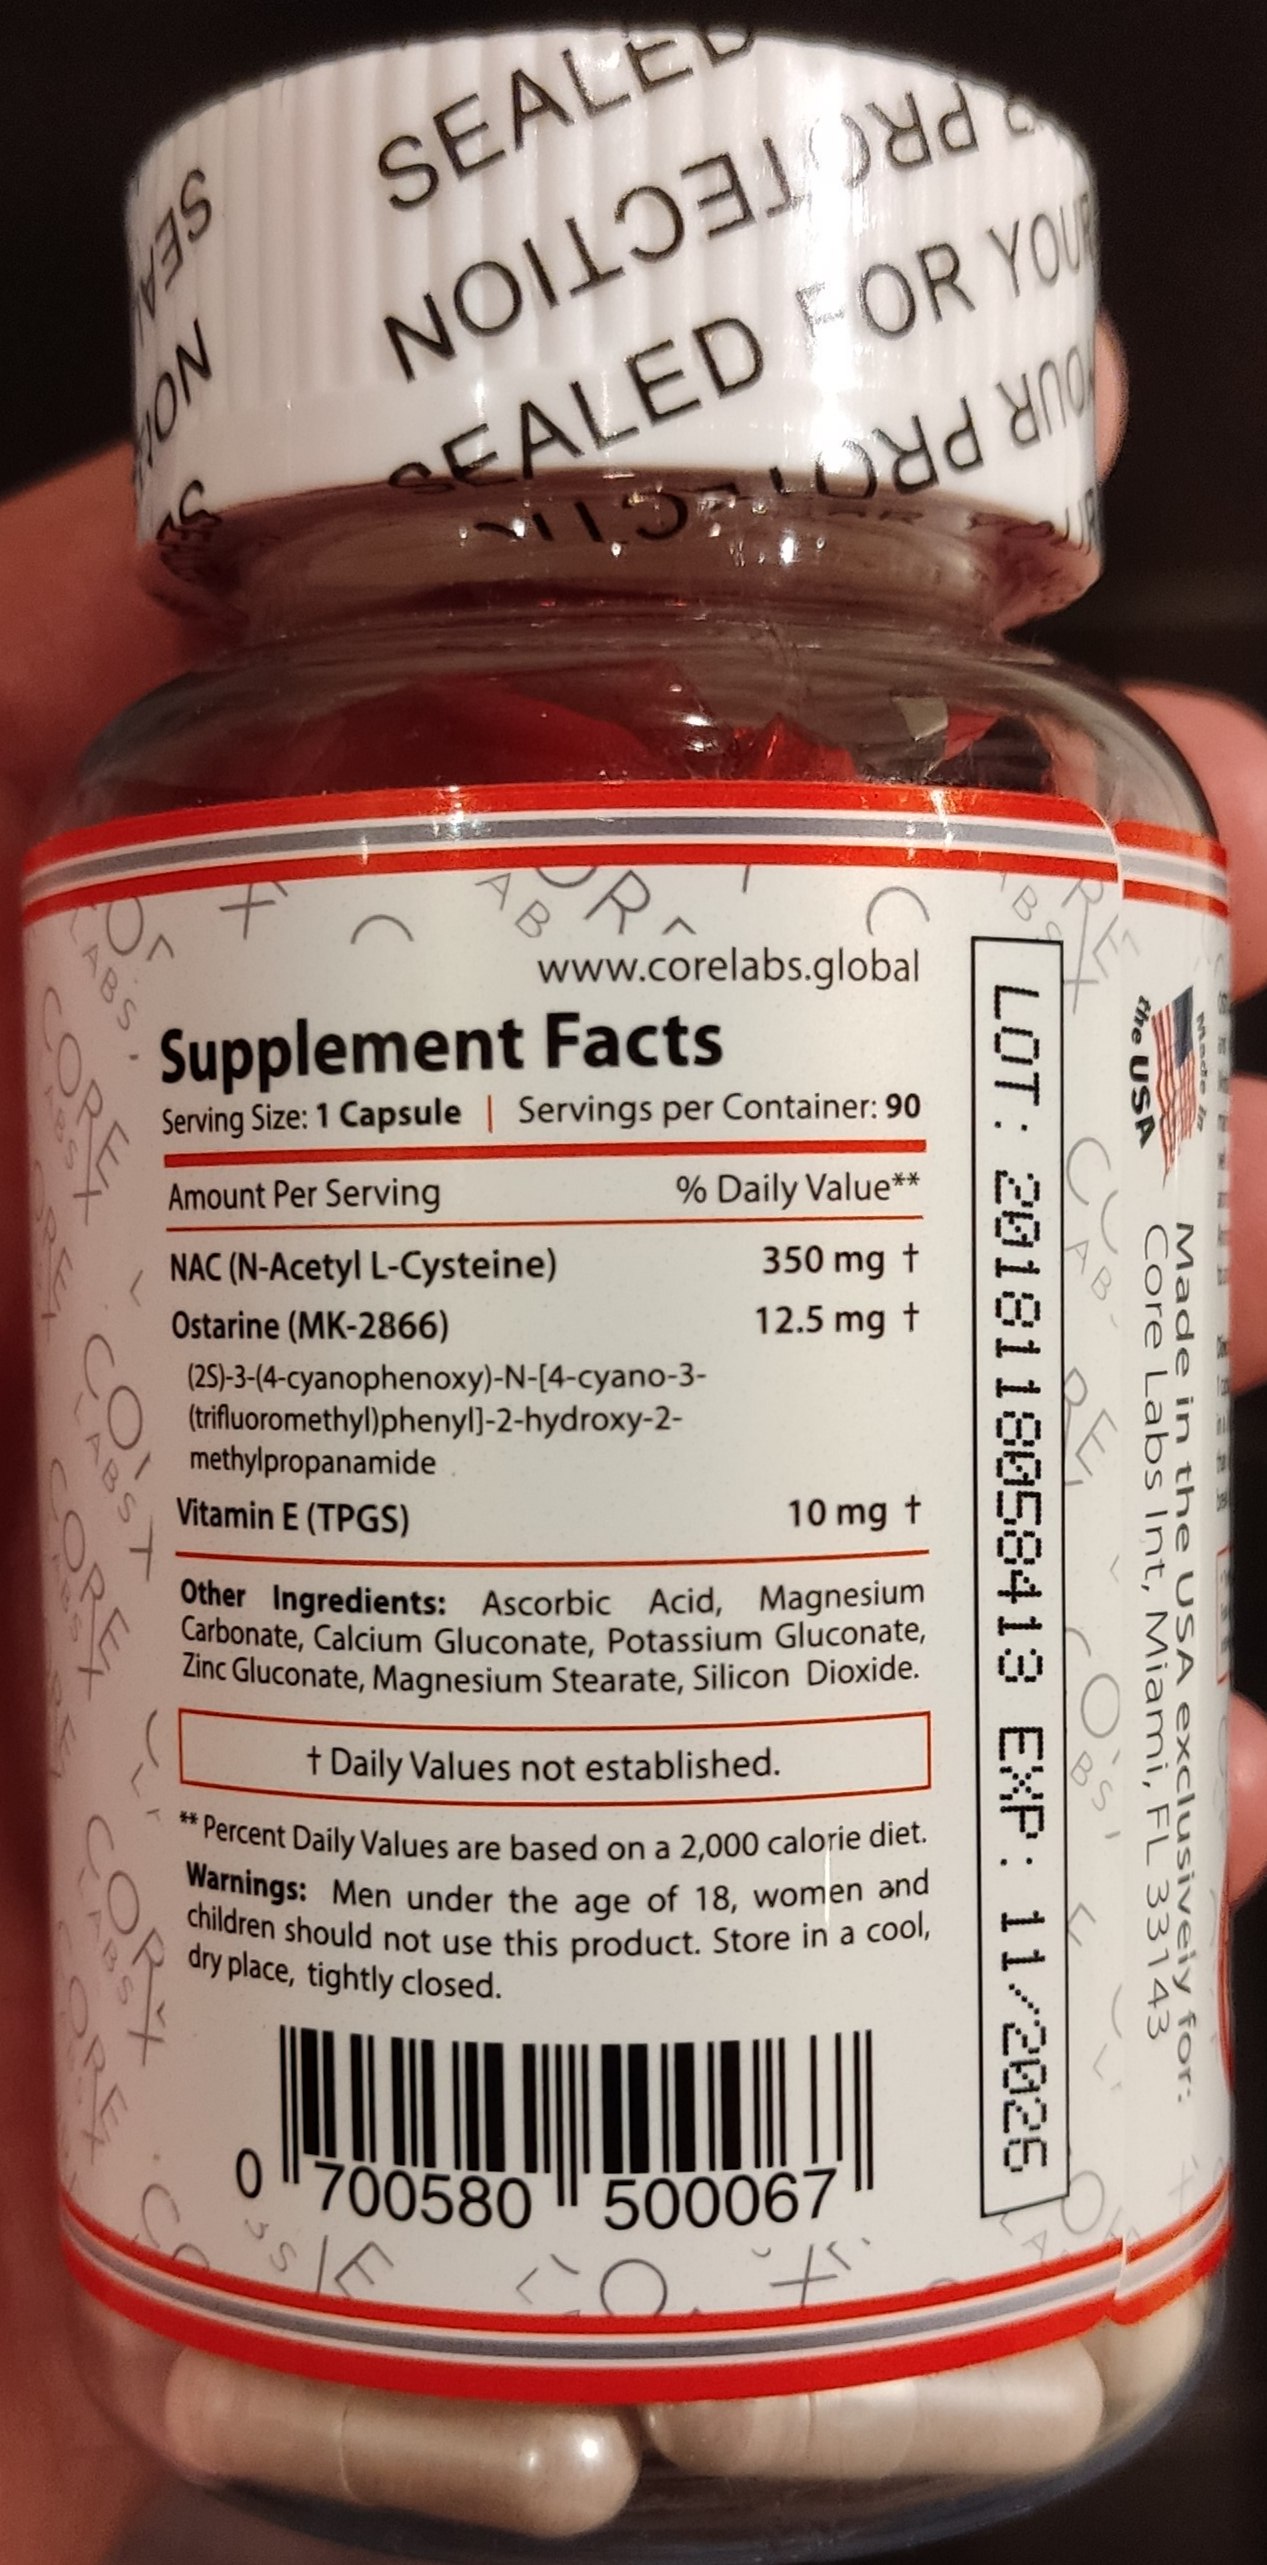 SEALED
PROTECTION
SEALED FOR YOUR
YOUR PROTECTION
www.corelabs.global
Supplement Facts
Serving Size: 1 Capsule | Servings per Container: 90
Amount Per Serving % Daily Value**
NAC (N-Acetyl L-Cysteine) 350 mg †
Ostarine (MK-2866) 12.5 mg †
(2S)-3-(4-cyanophenoxy)-N-[4-cyano-3-
(trifluoromethyl)phenyl]-2-hydroxy-2-
methylpropanamide
Vitamin E (TPGS) 10 mg †
Other Ingredients: Ascorbic Acid, Magnesium
Carbonate, Calcium Gluconate, Potassium Gluconate,
Zinc Gluconate, Magnesium Stearate, Silicon Dioxide.
† Daily Values not established.
** Percent Daily Values are based on a 2,000 calorie diet.
Warnings: Men under the age of 18, women and
children should not use this product. Store in a cool,
dry place, tightly closed.
0 700580 500067
LOT: 2018118058413 EXP: 11/2026
Made in
the USA
Made in the USA exclusively for:
Core Labs Int, Miami, FL 33143